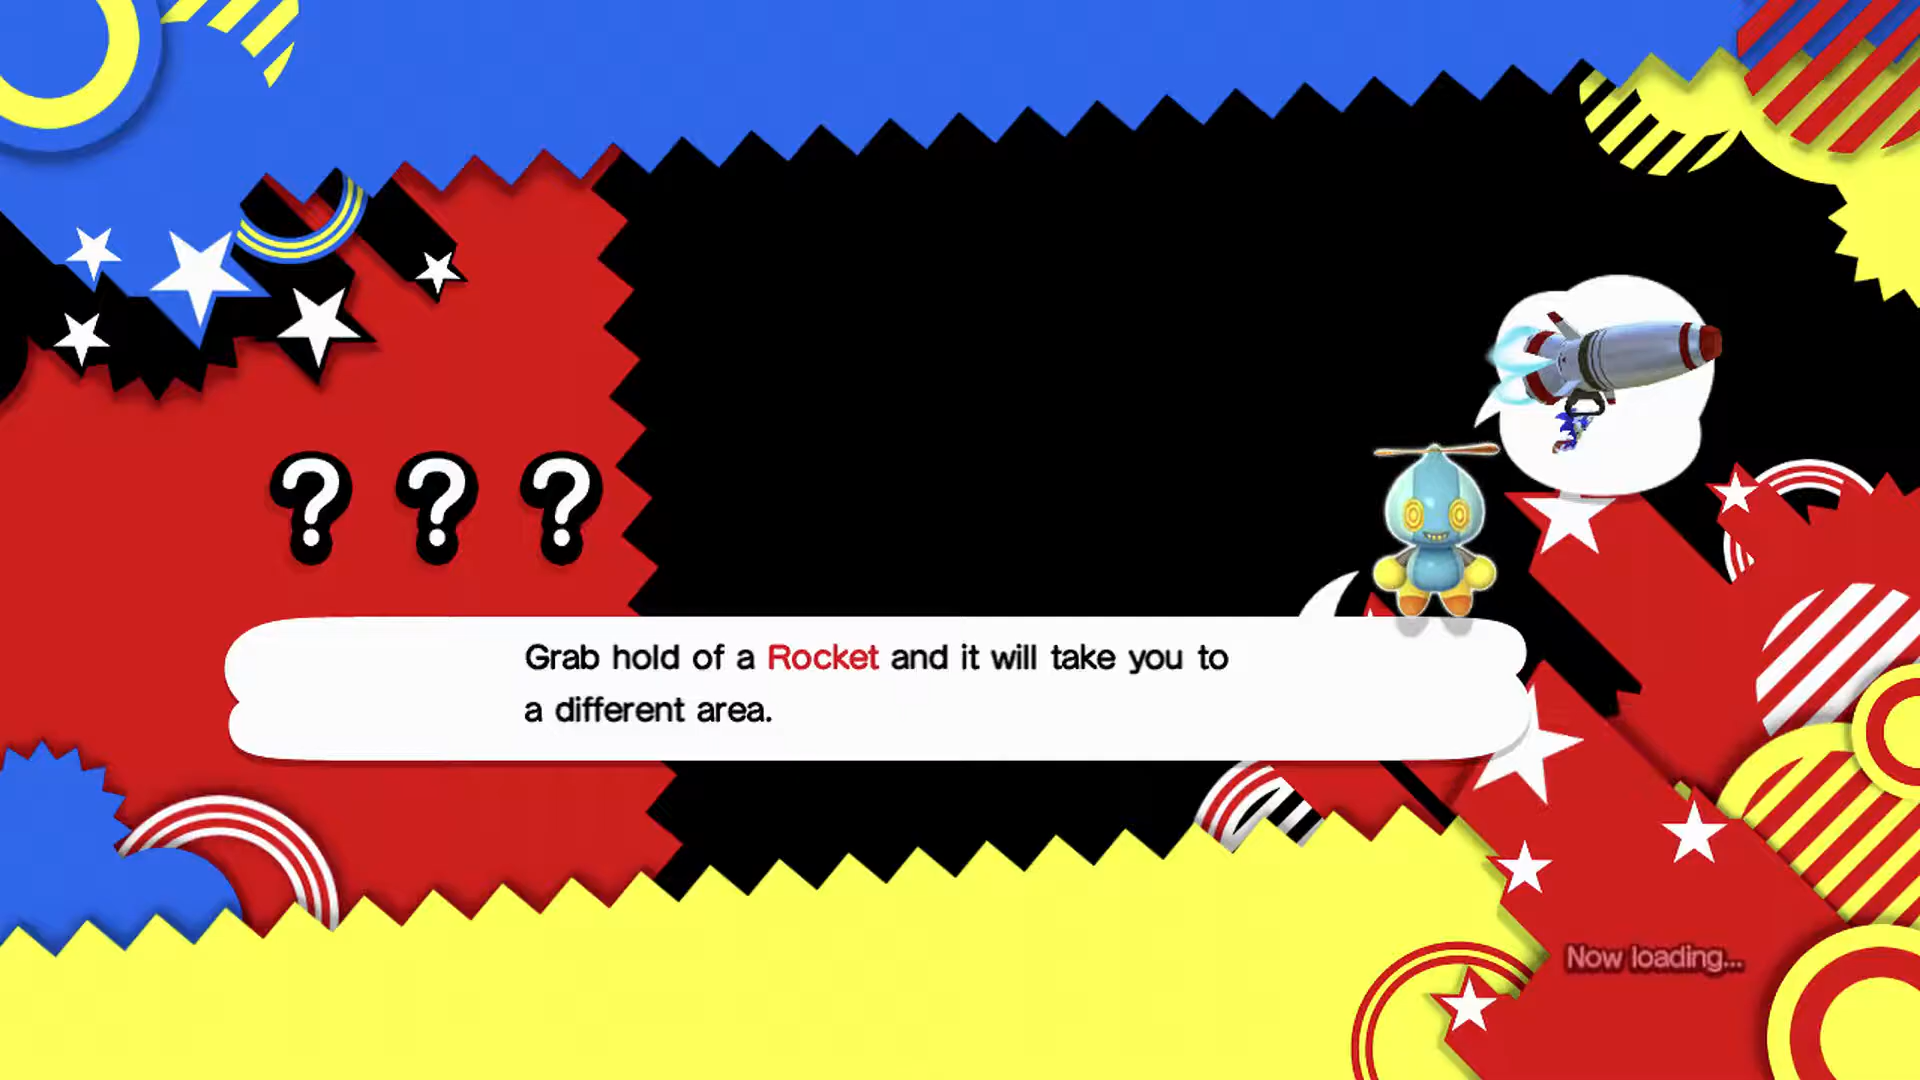 ???
Grab hold of a Rocket and it will take you to
a different area.
Now loading...